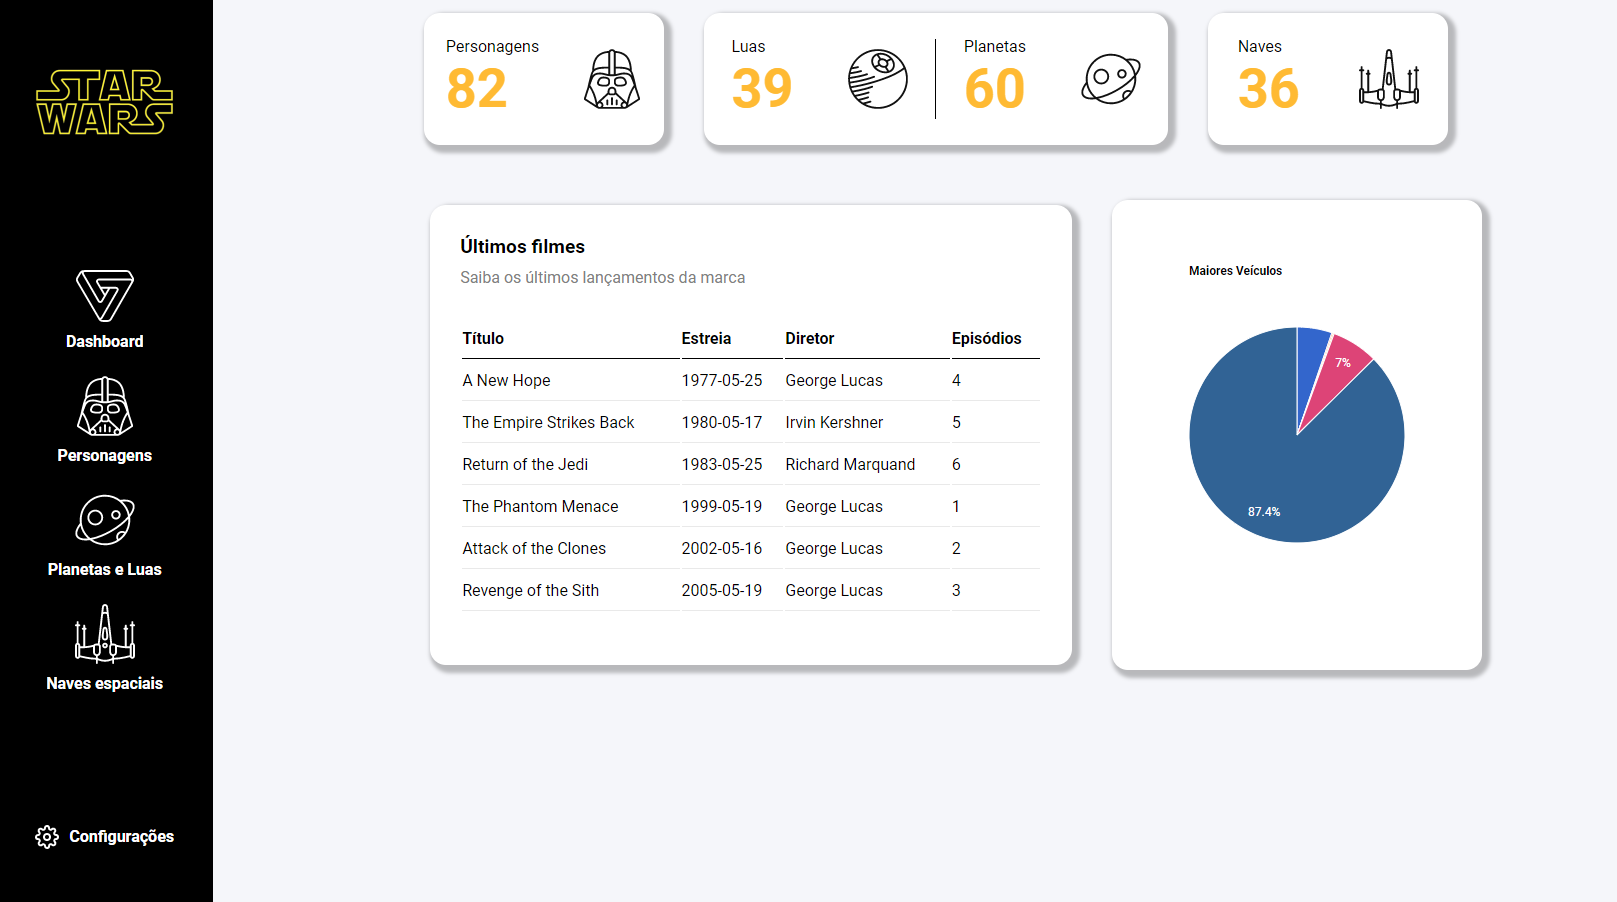 STAR
WARS
Dashboard
Personagens
Planetas e Luas
Naves espaciais
Configurações
Personagens
82
Luas
39
Planetas
60
Naves
36
Últimos filmes
Saiba os últimos lançamentos da marca
Título Estreia Diretor Episódios
A New Hope 1977-05-25 George Lucas 4
The Empire Strikes Back 1980-05-17 Irvin Kershner 5
Return of the Jedi 1983-05-25 Richard Marquand 6
The Phantom Menace 1999-05-19 George Lucas 1
Attack of the Clones 2002-05-16 George Lucas 2
Revenge of the Sith 2005-05-19 George Lucas 3
Maiores Veículos
7%
87.4%